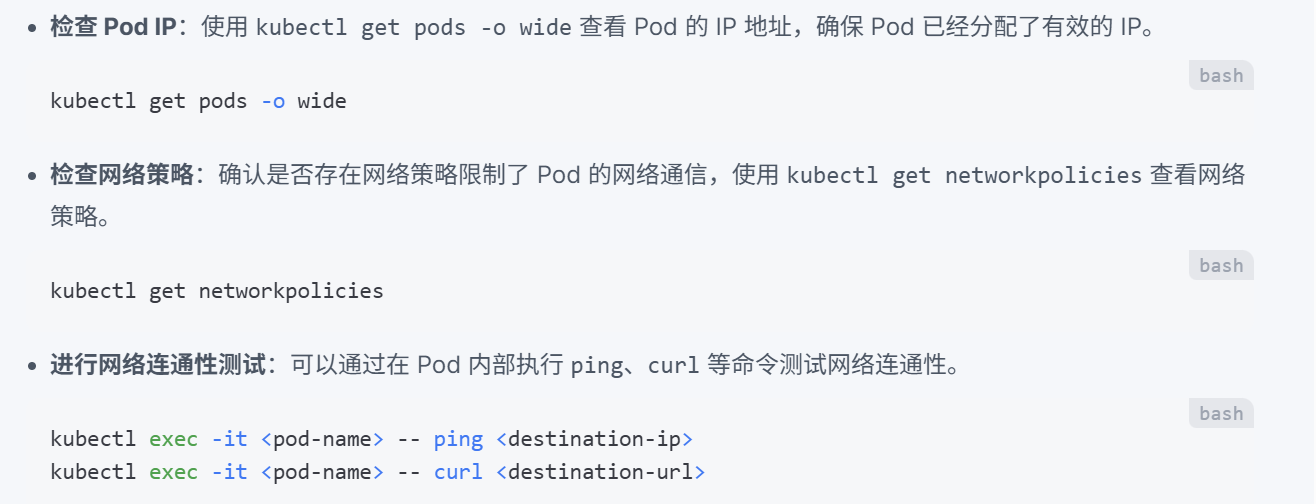 检查 Pod IP：使用 kubectl get pods -o wide 查看 Pod 的 IP 地址，确保 Pod 已经分配了有效的 IP。
bash
kubectl get pods -o wide
检查网络策略：确认是否存在网络策略限制了 Pod 的网络通信，使用 kubectl get networkpolicies 查看网络
策略。
bash
kubectl get networkpolicies
进行网络连通性测试：可以通过在 Pod 内部执行 ping、curl 等命令测试网络连通性。
bash
kubectl exec -it <pod-name> -- ping <destination-ip>
kubectl exec -it <pod-name> -- curl <destination-url>